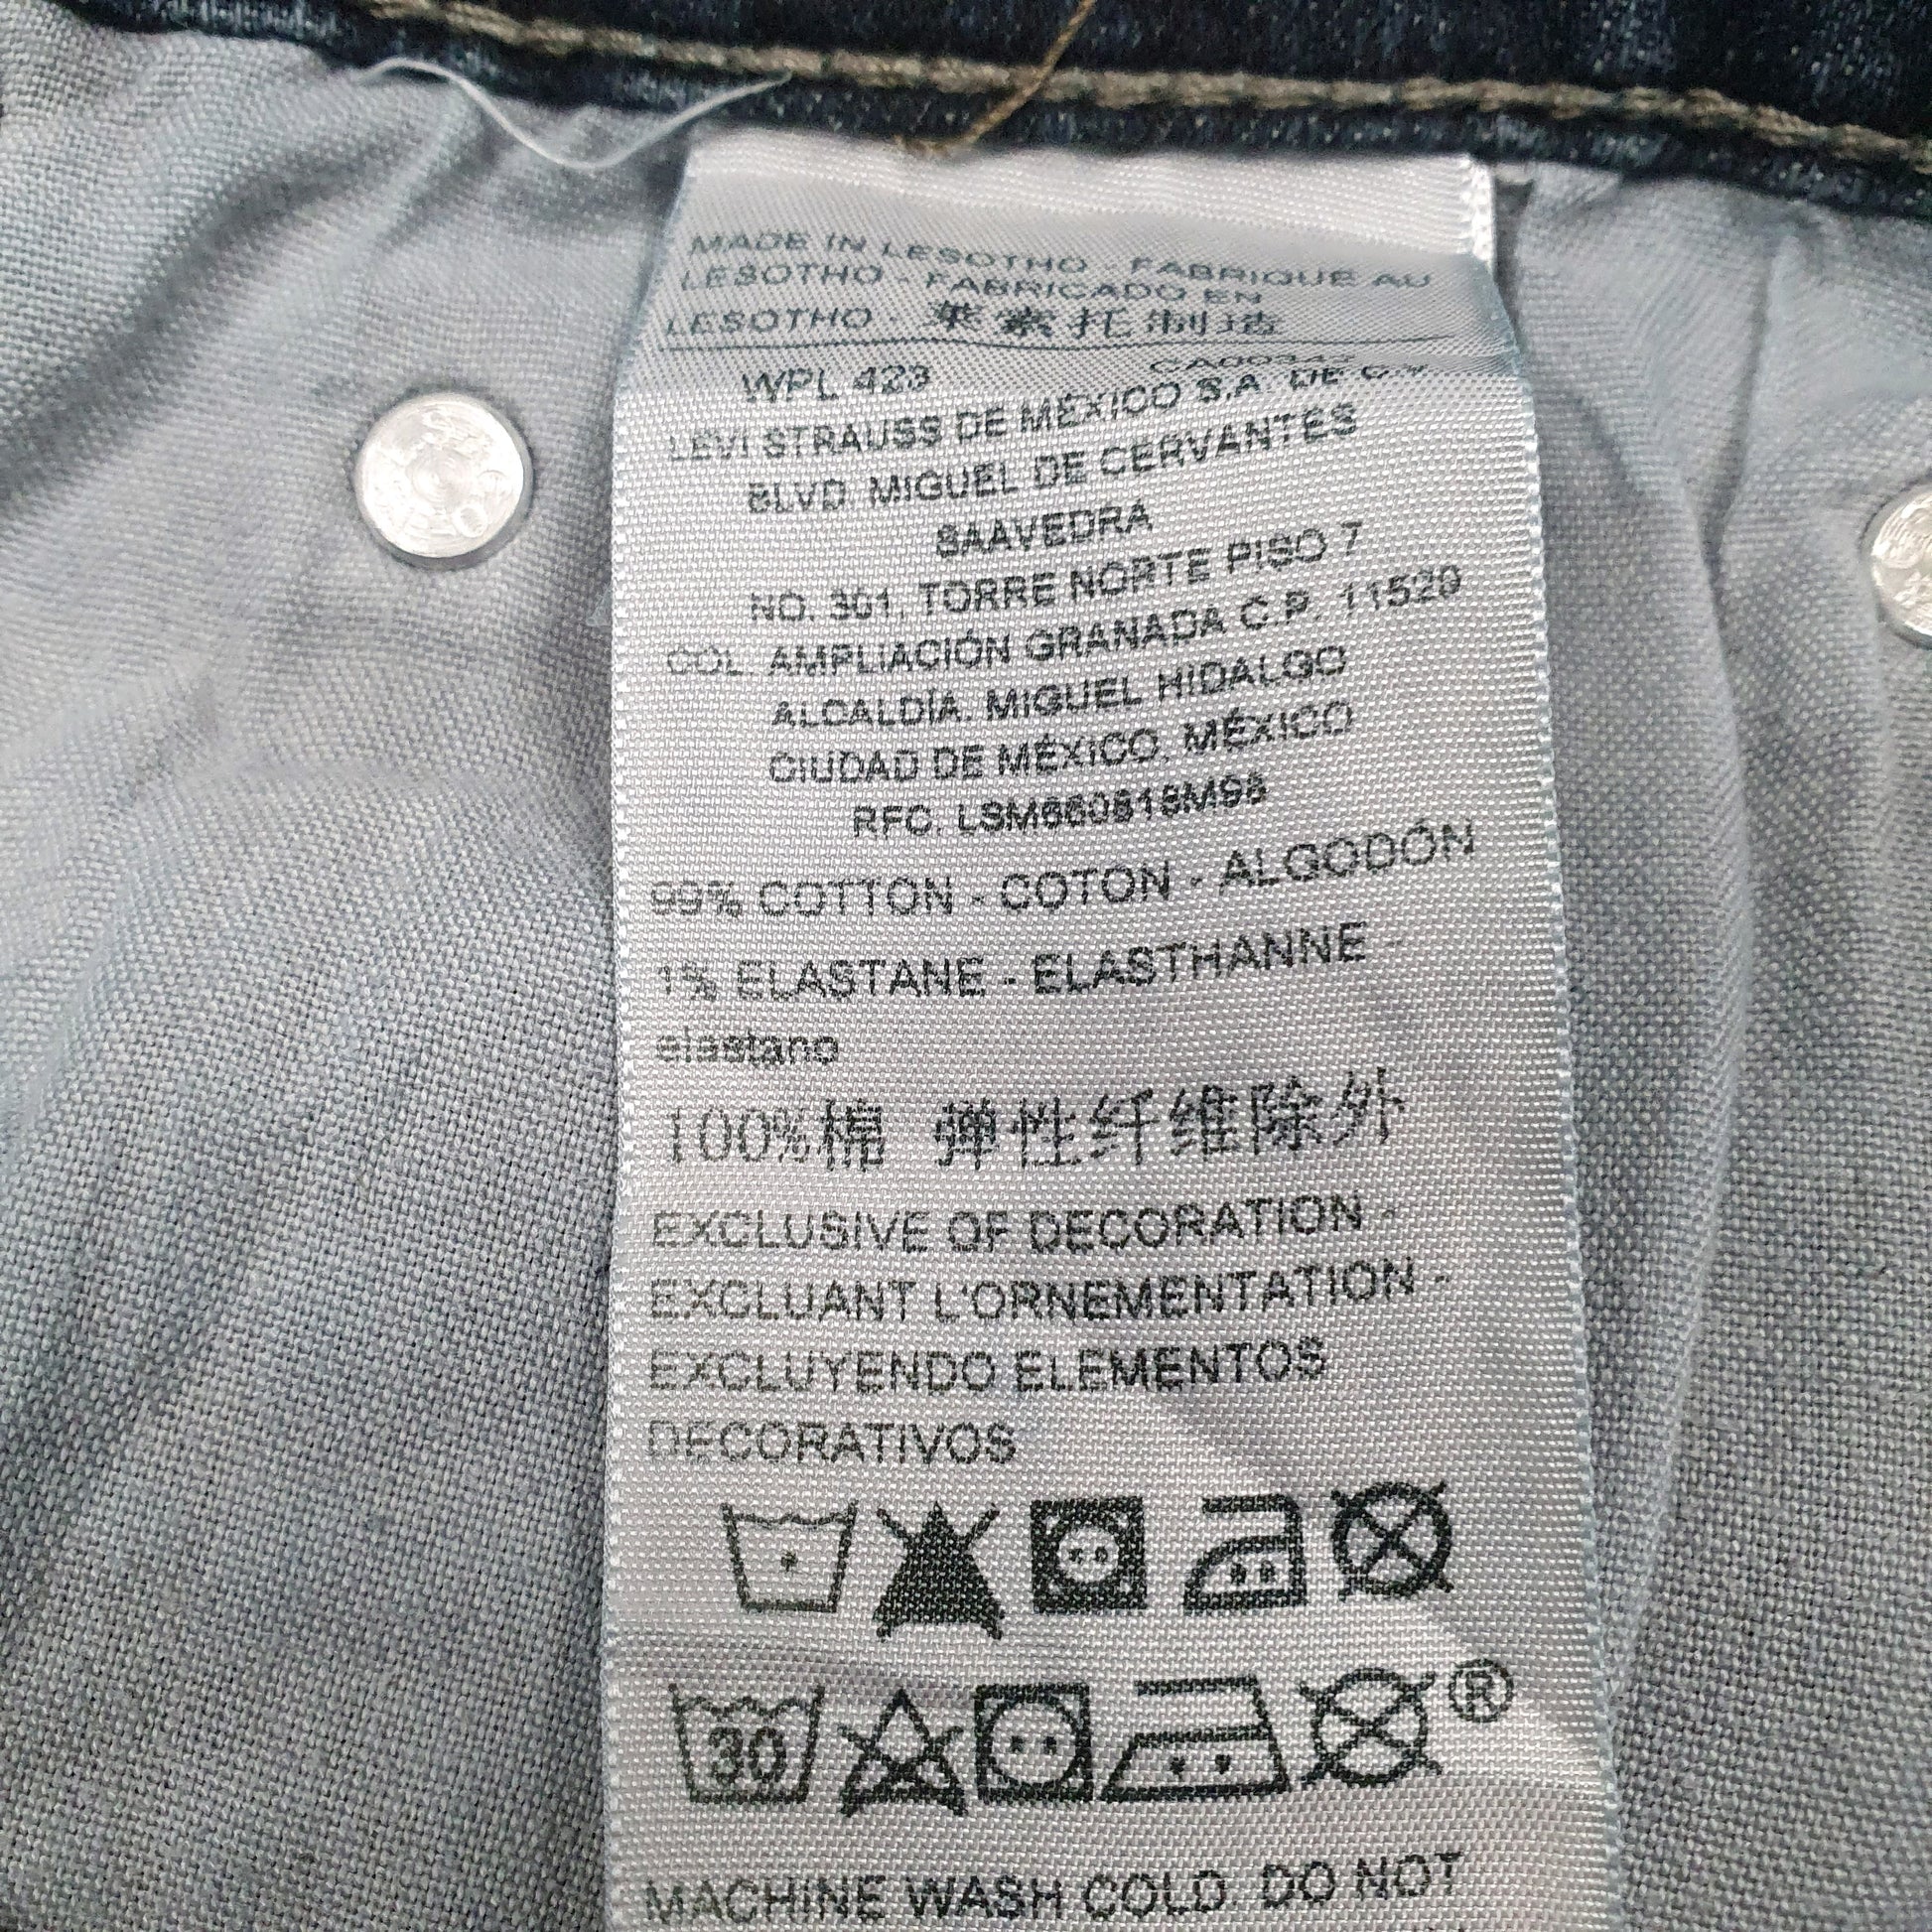 MADE IN LESOTHO - FABRIQUE AU
LESOTHO - FABRICADO EN
LESOTHO - 莱索托 制造
WPL 423 CA00342
LEVI STRAUSS DE MÉXICO S.A. DE C.V
BLVD. MIGUEL DE CERVANTES
SAAVEDRA
NO. 301, TORRE NORTE PISO 7
COL. AMPLIACIÓN GRANADA C.P. 11520
ALCALDÍA. MIGUEL HIDALGO
CIUDAD DE MÉXICO, MÉXICO
RFC.
99% COTTON - COTON - ALGODÓN
1% ELASTANE - ELASTHANNE -
elastano
100%棉 弹性纤维除外
EXCLUSIVE OF DECORATION -
EXCLUANT L'ORNEMENTATION -
EXCLUYENDO ELEMENTOS
DECORATIVOS
30 ®
MACHINE WASH COLD. DO NOT